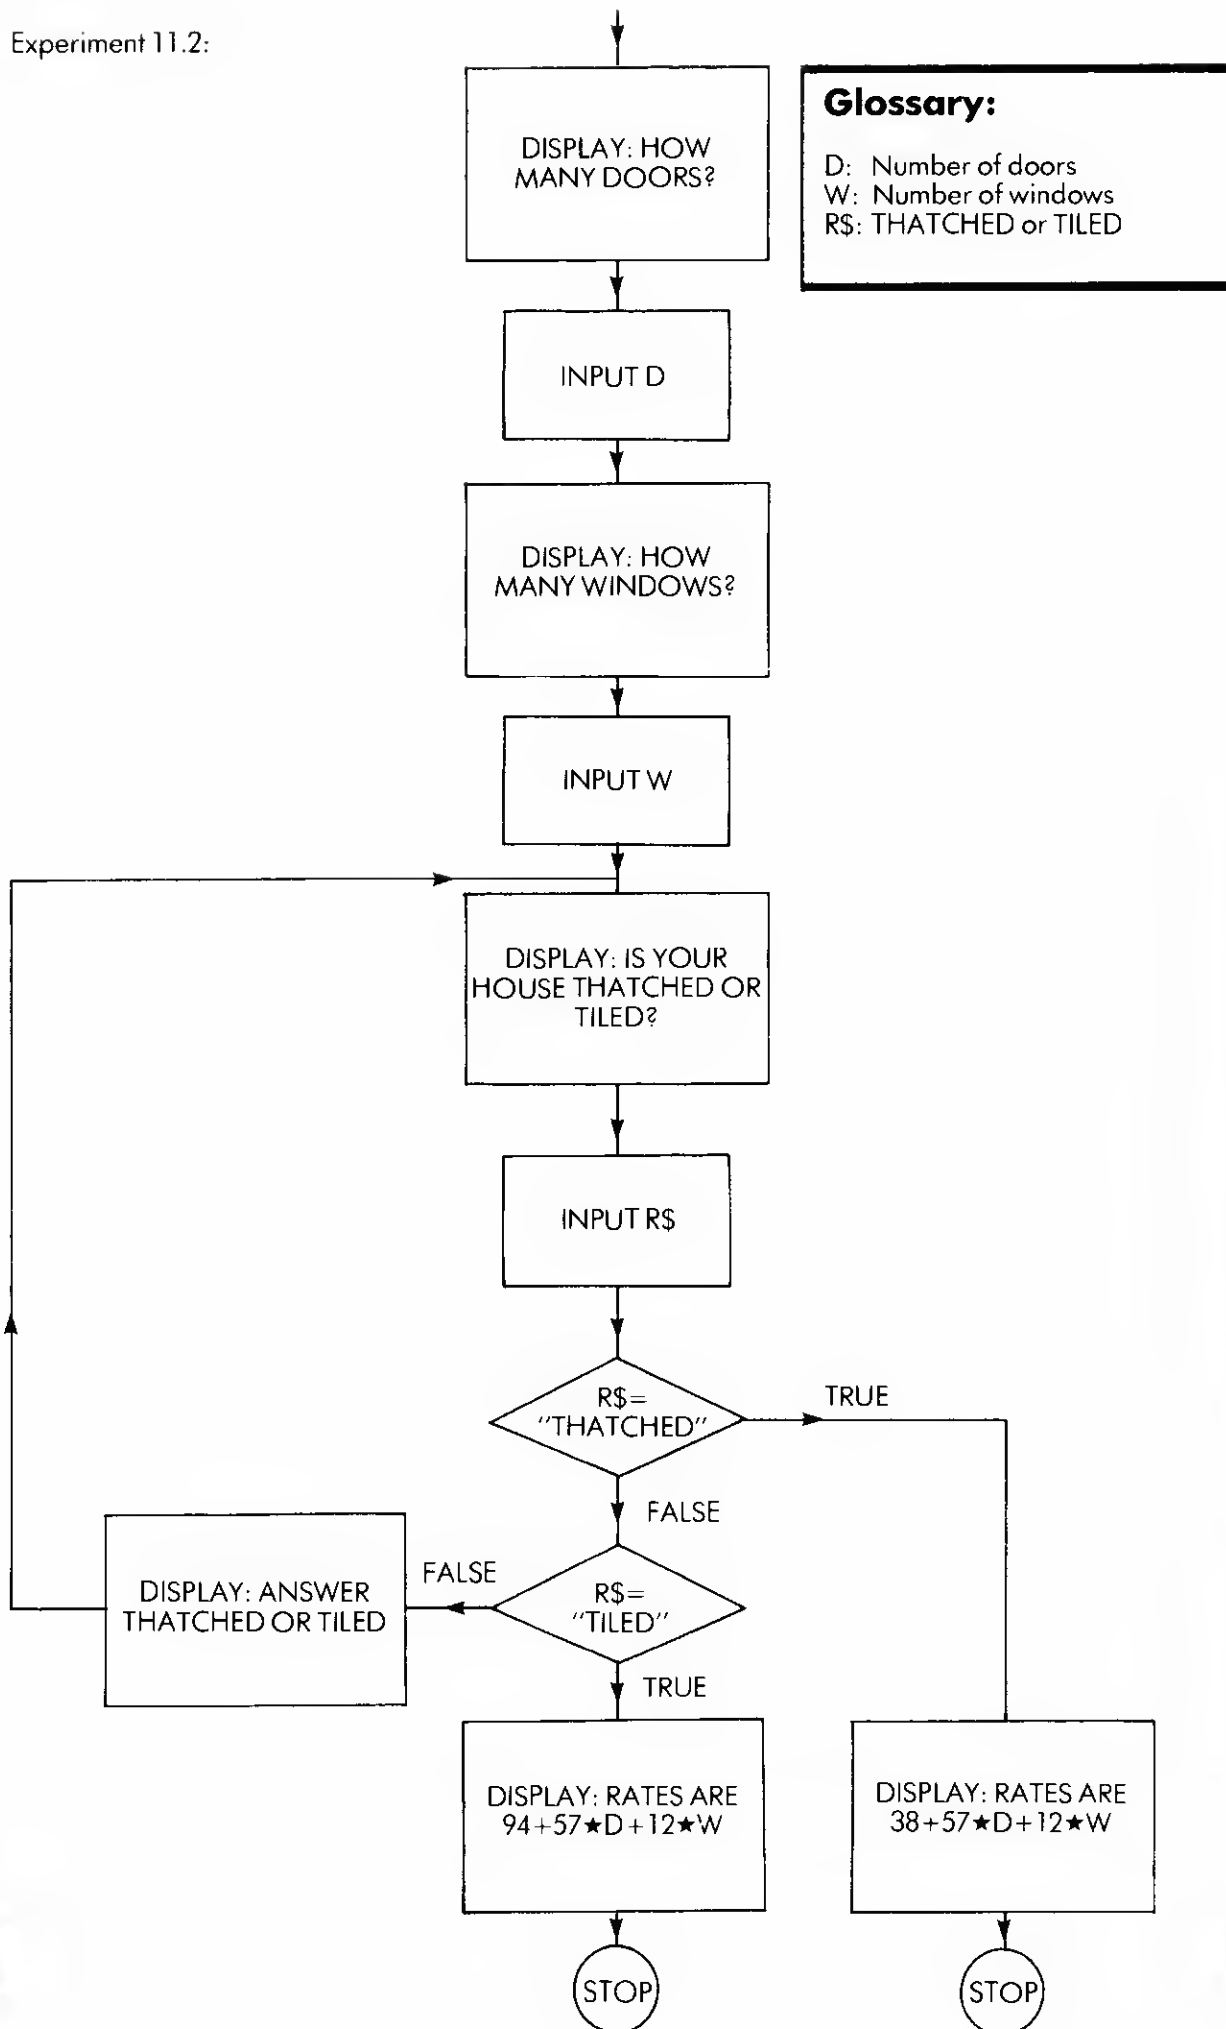 Experiment 11.2:
DISPLAY: HOW
MANY DOORS?
Glossary:
D: Number of doors
W: Number of windows
R$: THATCHED or TILED
INPUT D
DISPLAY: HOW
MANY WINDOWS?
INPUT W
DISPLAY: IS YOUR
HOUSE THATCHED OR
TILED?
INPUT R$
R$=
"THATCHED"
TRUE
FALSE
R$=
"TILED"
FALSE
DISPLAY: ANSWER
THATCHED OR TILED
TRUE
DISPLAY: RATES ARE
94+57★D+12★W
DISPLAY: RATES ARE
38+57★D+12★W
STOP
STOP